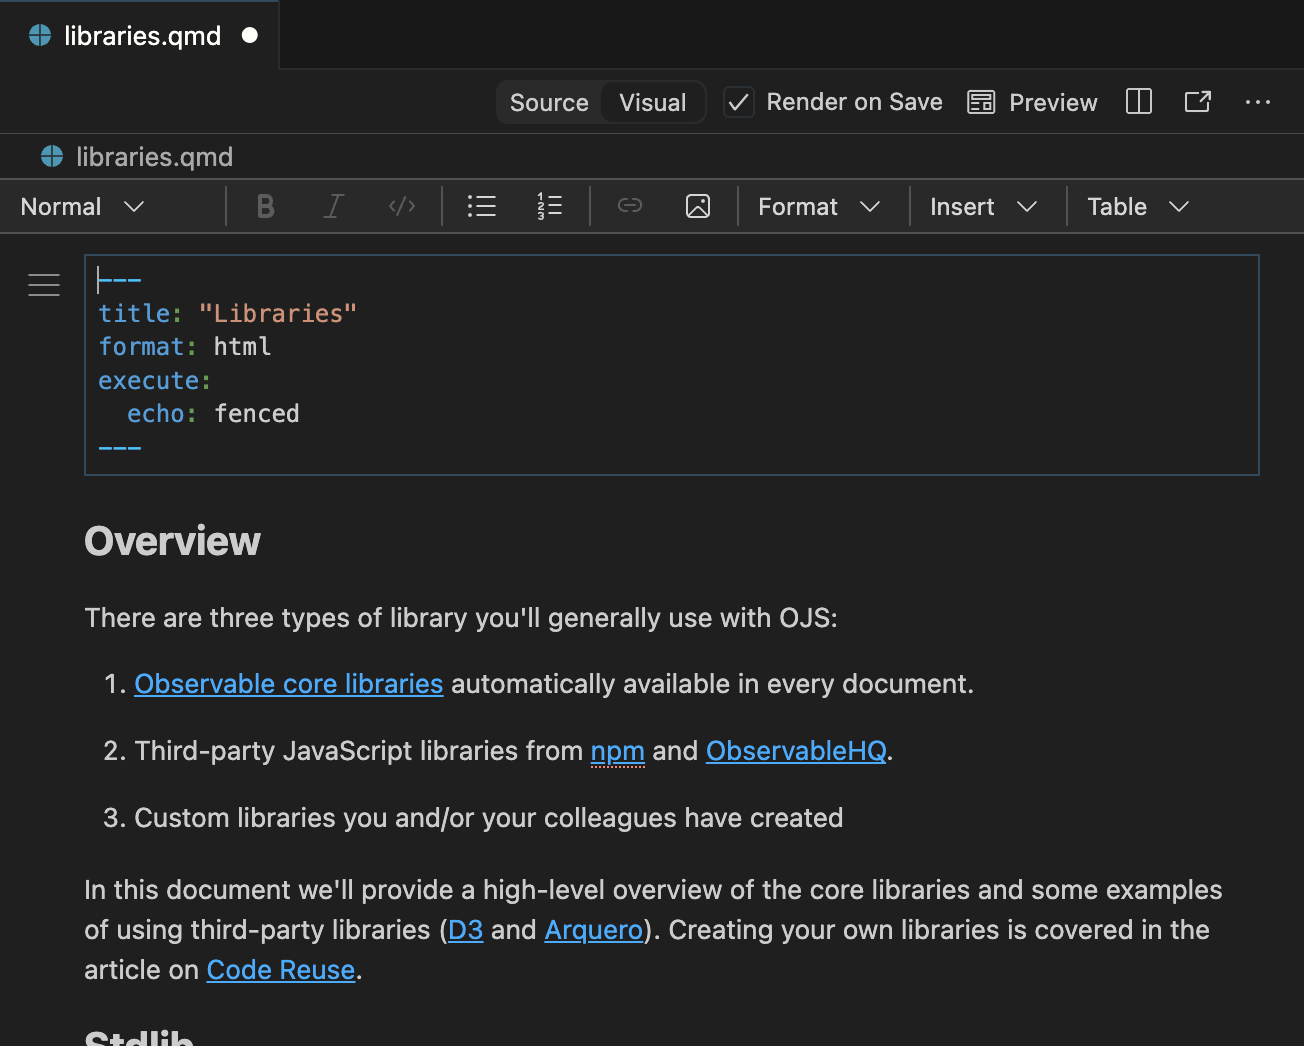 libraries.qmd
Source Visual Render on Save Preview
libraries.qmd
Normal B I </> Format Insert Table
---
title: "Libraries"
format: html
execute:
  echo: fenced
---
Overview
There are three types of library you'll generally use with OJS:
1. Observable core libraries automatically available in every document.
2. Third-party JavaScript libraries from npm and ObservableHQ.
3. Custom libraries you and/or your colleagues have created
In this document we'll provide a high-level overview of the core libraries and some examples
of using third-party libraries (D3 and Arquero). Creating your own libraries is covered in the
article on Code Reuse.
Stdlib